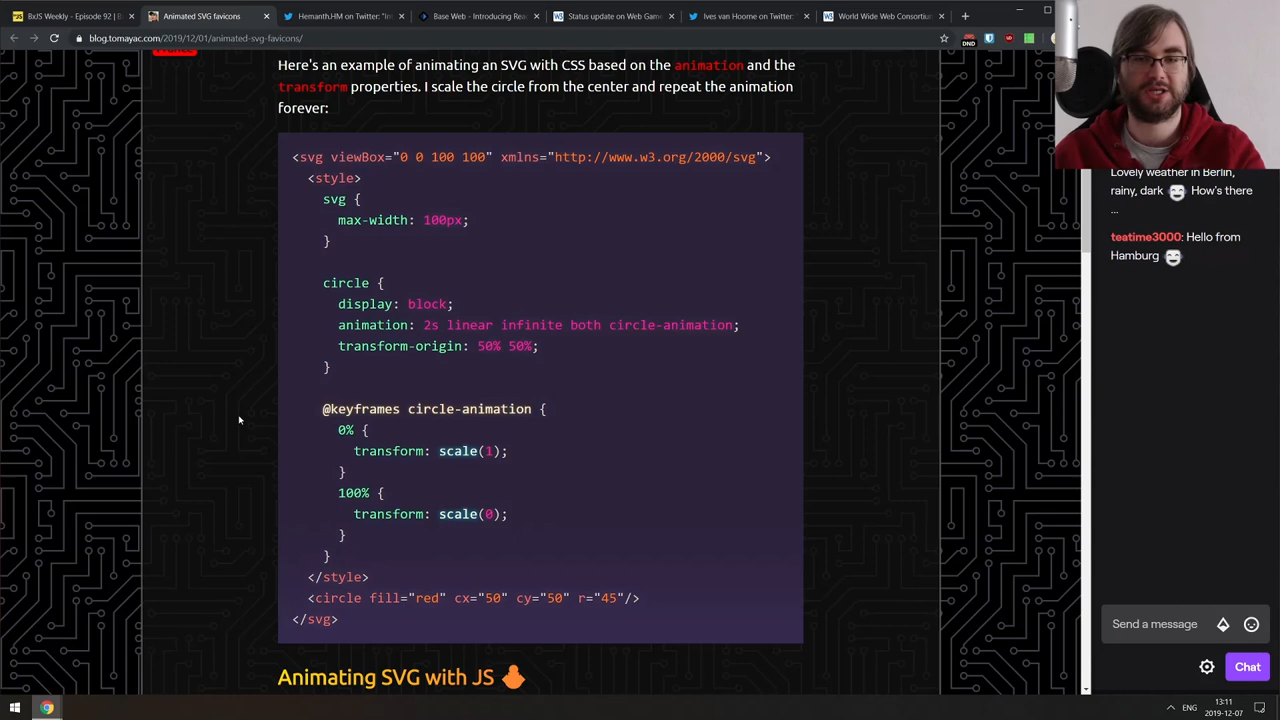 BxJS Weekly - Episode 92 | B
Animated SVG favicons
Hemanth.HM on Twitter: "In
Base Web - Introducing Rea
Status update on Web Gam
Ives van Hoorne on Twitter:
World Wide Web Consortiu
blog.tomayac.com/2019/12/01/animated-svg-favicons/
DND
Here's an example of animating an SVG with CSS based on the animation and the
transform properties. I scale the circle from the center and repeat the animation
forever:
<svg viewBox="0 0 100 100" xmlns="http://www.w3.org/2000/svg">
<style>
svg {
max-width: 100px;
}
circle {
display: block;
animation: 2s linear infinite both circle-animation;
transform-origin: 50% 50%;
}
@keyframes circle-animation {
0% {
transform: scale(1);
}
100% {
transform: scale(0);
}
}
</style>
<circle fill="red" cx="50" cy="50" r="45"/>
</svg>
Animating SVG with JS
Lovely weather in Berlin,
rainy, dark How's there
...
teatime3000: Hello from
Hamburg
Send a message
Chat
ENG
13:11
2019-12-07